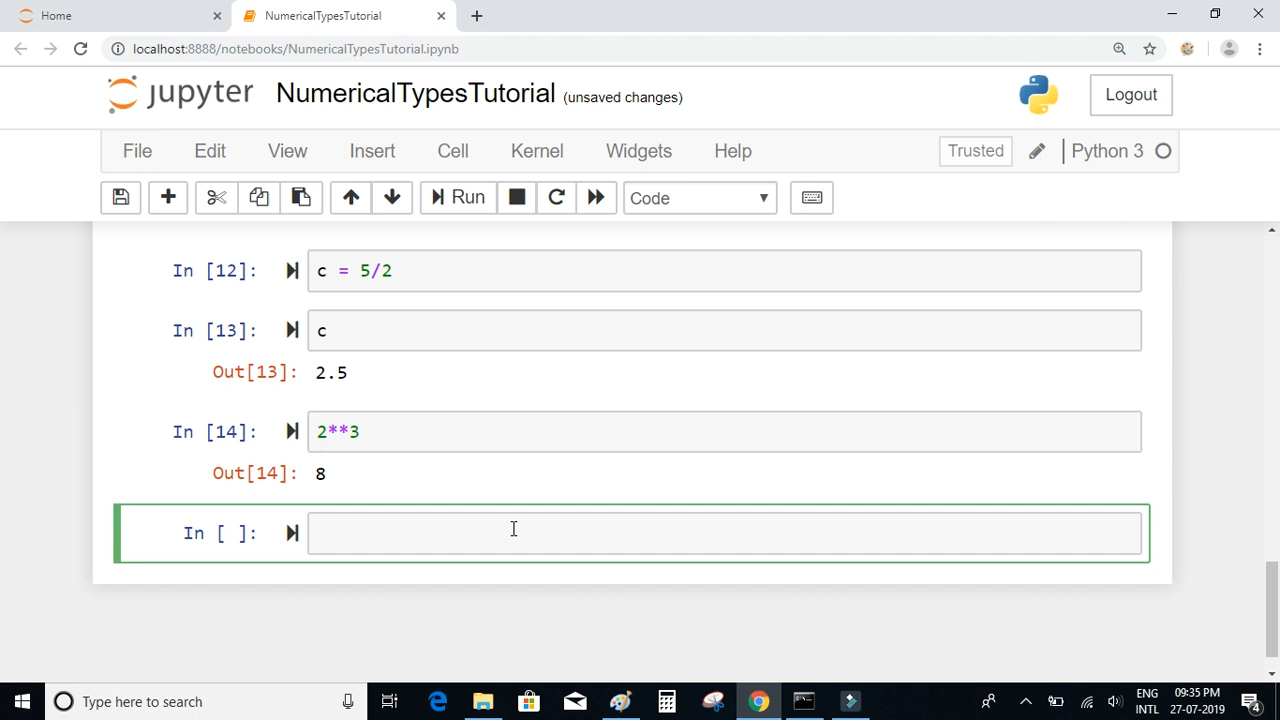 Home
NumericalTypesTutorial
localhost:8888/notebooks/NumericalTypesTutorial.ipynb
jupyter NumericalTypesTutorial (unsaved changes)
Logout
File Edit View Insert Cell Kernel Widgets Help Trusted Python 3
Run Code
In [12]: c = 5/2
In [13]: c
Out[13]: 2.5
In [14]: 2**3
Out[14]: 8
In [ ]:
Type here to search
ENG 09:35 PM
INTL 27-07-2019
4